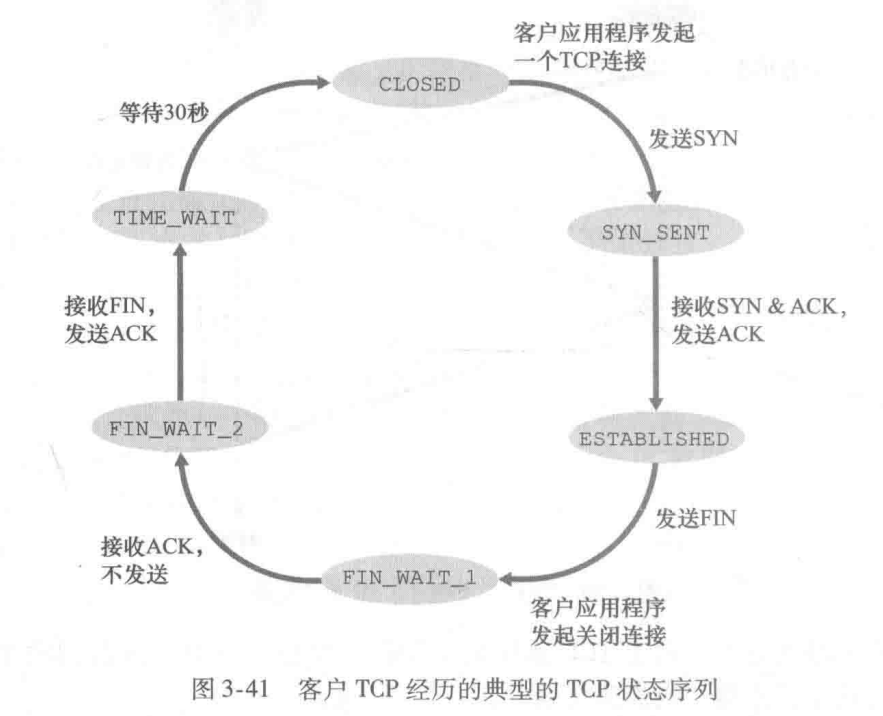 客户应用程序发起
一个TCP连接
CLOSED
等待30秒
发送SYN
TIME_WAIT
SYN_SENT
接收FIN，
发送ACK
接收SYN & ACK，
发送ACK
FIN_WAIT_2
ESTABLISHED
发送FIN
接收ACK，
不发送
FIN_WAIT_1
客户应用程序
发起关闭连接
图 3-41 客户 TCP 经历的典型的 TCP 状态序列